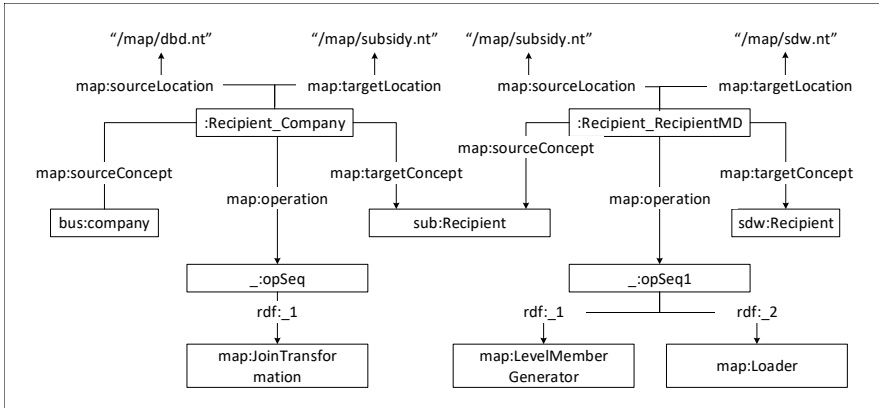 “/map/dbd.nt” “/map/subsidy.nt” “/map/subsidy.nt” “/map/sdw.nt”
map:sourceLocation map:targetLocation map:sourceLocation map:targetLocation
:Recipient_Company :Recipient_RecipientMD
map:sourceConcept
map:sourceConcept map:targetConcept map:targetConcept
map:operation map:operation
bus:company sub:Recipient sdw:Recipient
_:opSeq _:opSeq1
rdf:_1 rdf:_1 rdf:_2
map:JoinTransfor map:LevelMember
mation Generator map:Loader